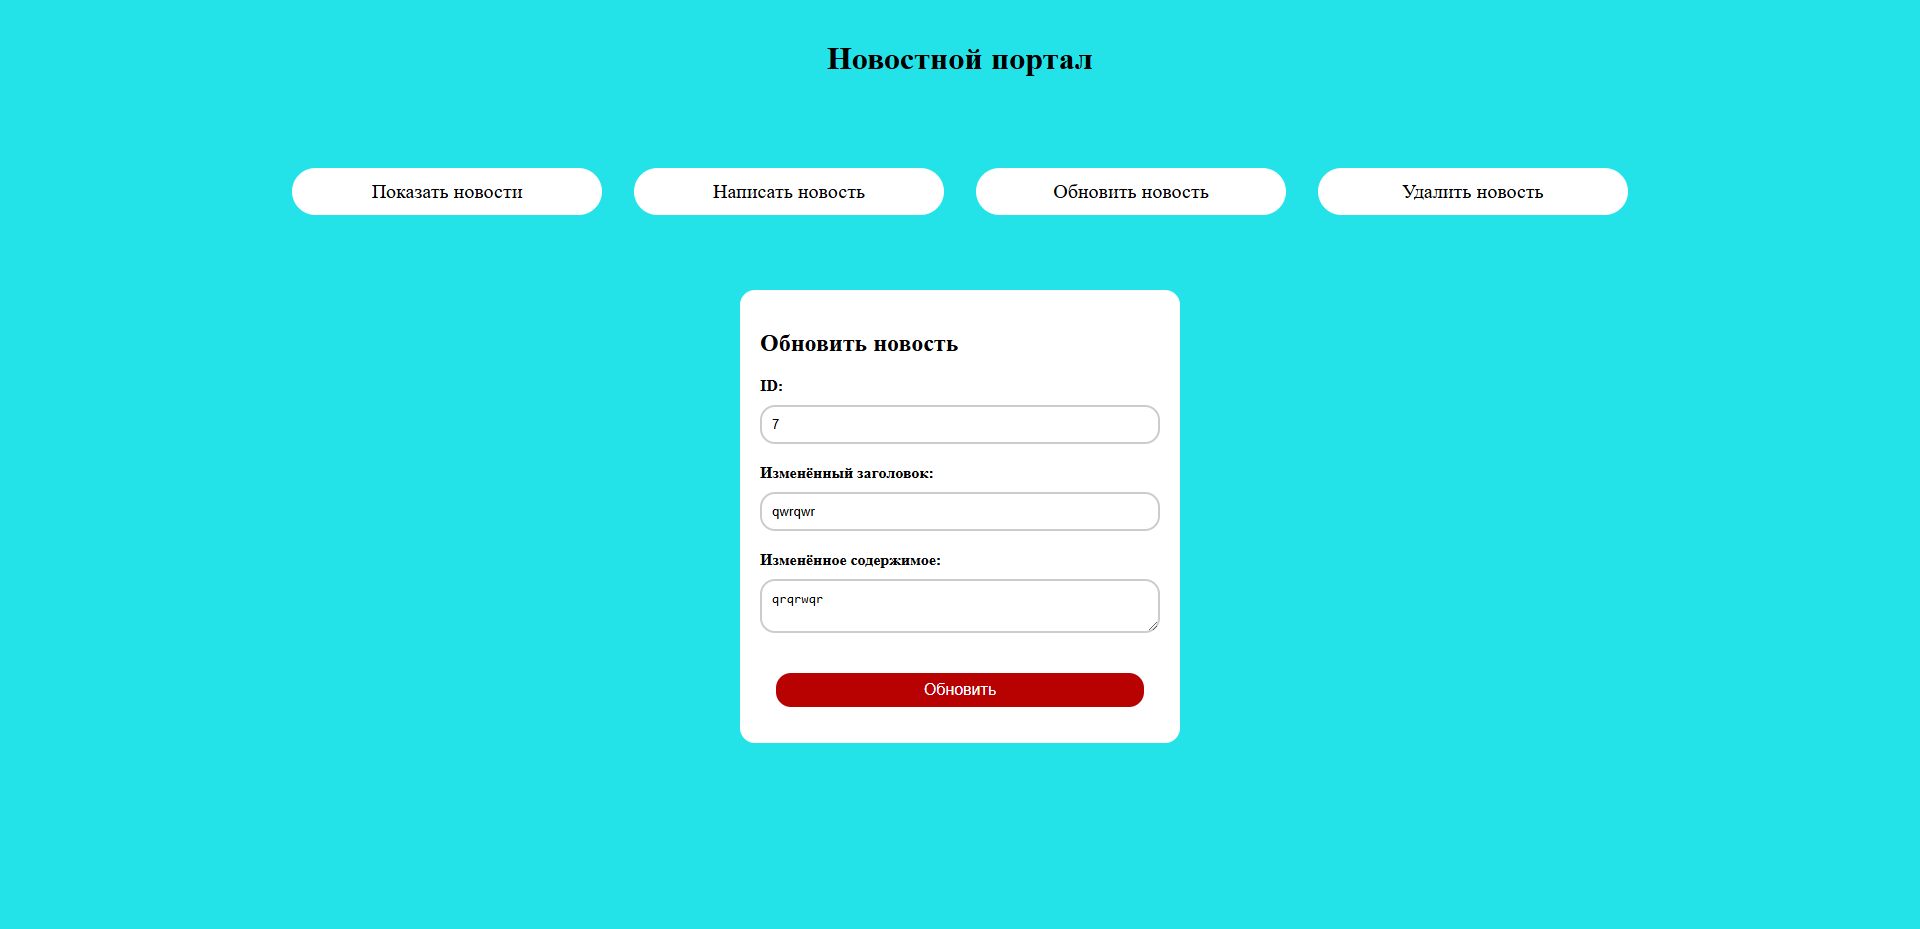 Новостной портал
Показать новости
Написать новость
Обновить новость
Удалить новость
Обновить новость
ID:
7
Изменённый заголовок:
qwrqwr
Изменённое содержимое:
qrqrwqr
Обновить